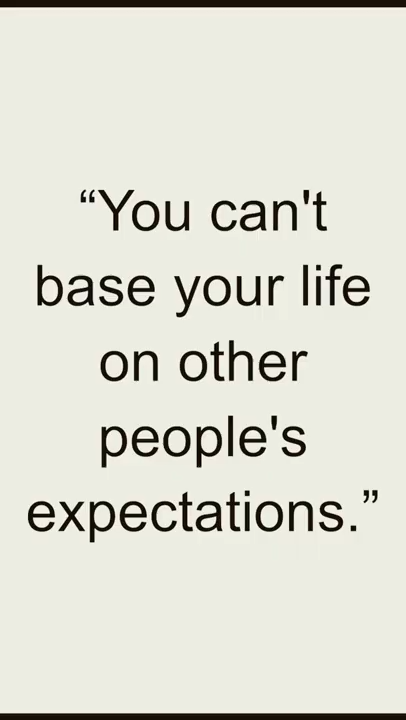 “You can't
base your life
on other
people's
expectations.”